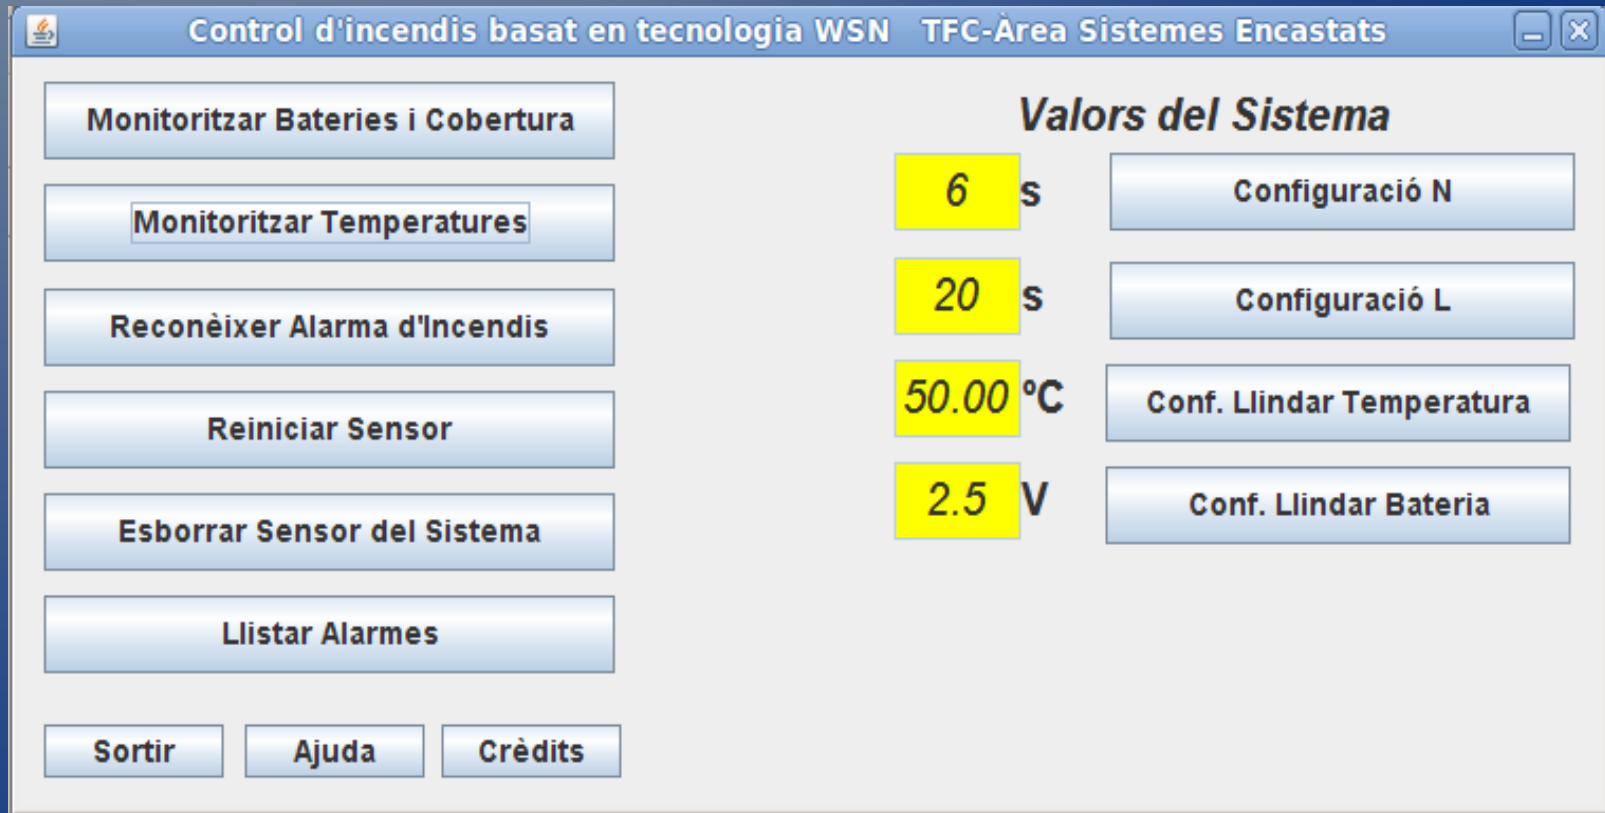 Control d'incendis basat en tecnologia WSN TFC-Àrea Sistemes Encastats
Monitoritzar Bateries i Cobertura
Monitoritzar Temperatures
Reconèixer Alarma d'Incendis
Reiniciar Sensor
Esborrar Sensor del Sistema
Llistar Alarmes
Sortir Ajuda Crèdits
Valors del Sistema
6 s Configuració N
20 s Configuració L
50.00 ºC Conf. Llindar Temperatura
2.5 V Conf. Llindar Bateria